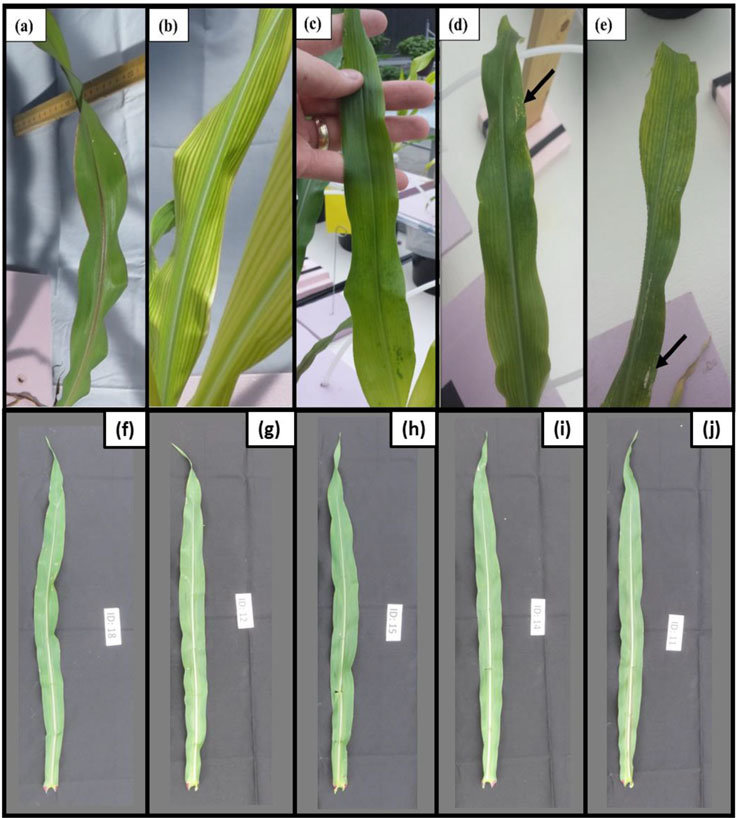 (a)
(b)
(c)
(d)
(e)
(f)
(g)
(h)
(i)
(j)
ID: 18
ID: 12
ID: 15
ID: 14
ID: 11